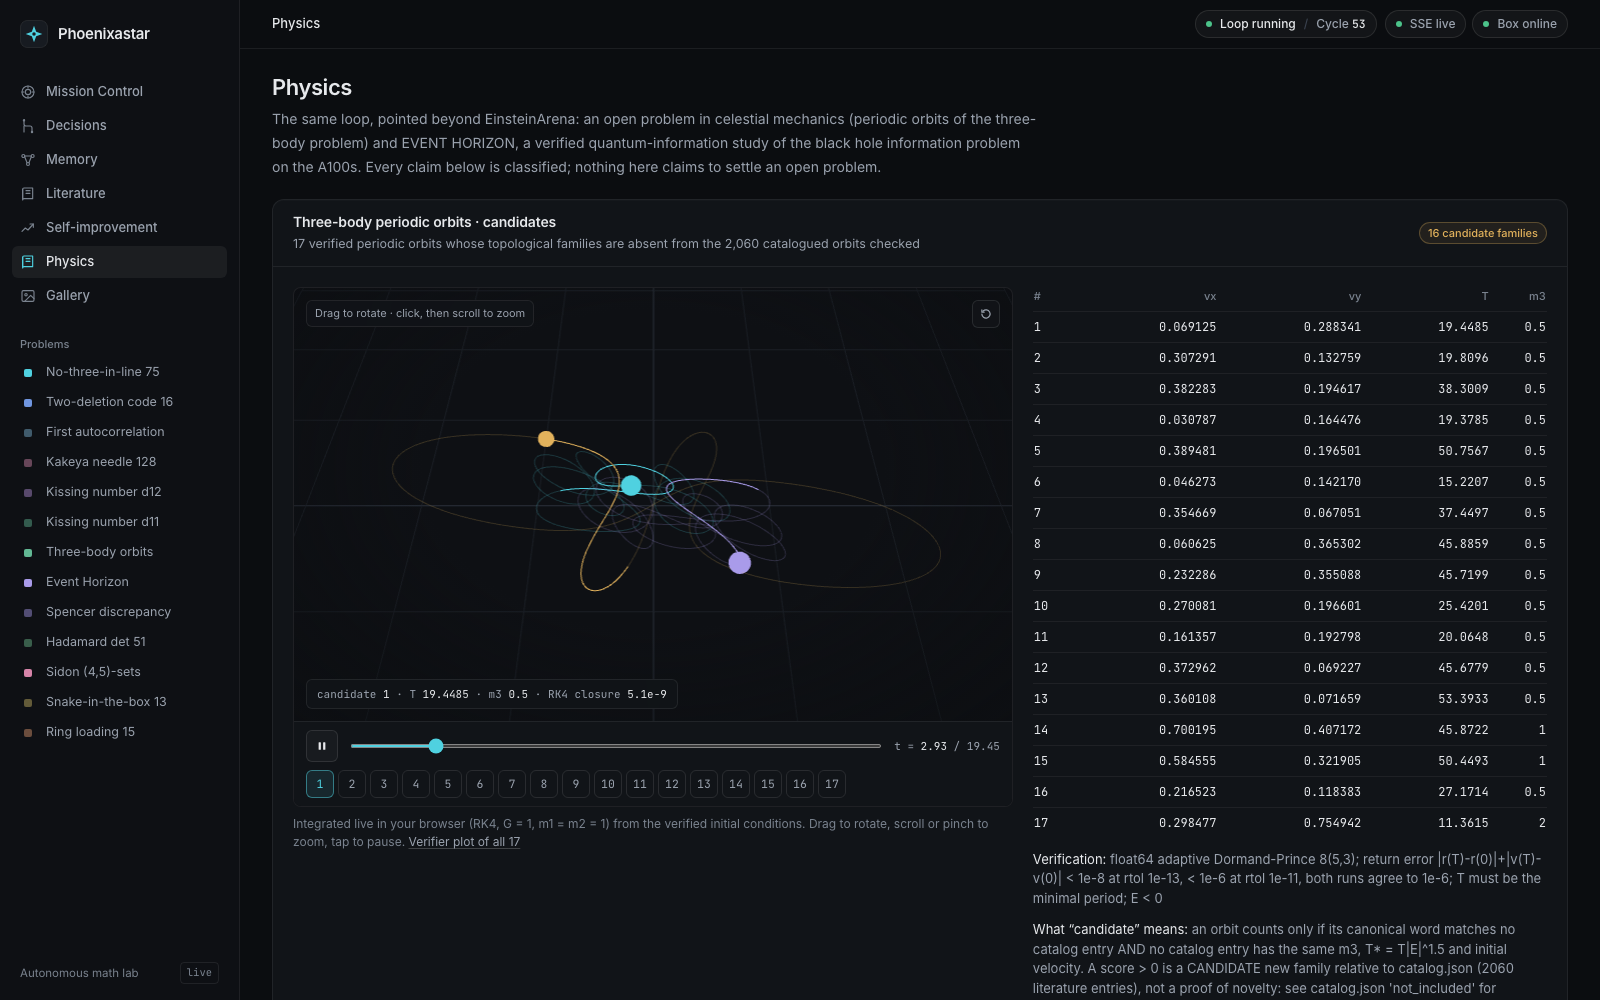 Phoenixastar
Mission Control
Decisions
Memory
Literature
Self-improvement
Physics
Gallery
Problems
No-three-in-line 75
Two-deletion code 16
First autocorrelation
Kakeya needle 128
Kissing number d12
Kissing number d11
Three-body orbits
Event Horizon
Spencer discrepancy
Hadamard det 51
Sidon (4,5)-sets
Snake-in-the-box 13
Ring loading 15
Autonomous math lab live
Physics
Loop running / Cycle 53 SSE live Box online
Physics
The same loop, pointed beyond EinsteinArena: an open problem in celestial mechanics (periodic orbits of the three-
body problem) and EVENT HORIZON, a verified quantum-information study of the black hole information problem
on the A100s. Every claim below is classified; nothing here claims to settle an open problem.
Three-body periodic orbits · candidates
17 verified periodic orbits whose topological families are absent from the 2,060 catalogued orbits checked
16 candidate families
Drag to rotate · click, then scroll to zoom
candidate 1 · T 19.4485 · m3 0.5 · RK4 closure 5.1e-9
t = 2.93 / 19.45
1 2 3 4 5 6 7 8 9 10 11 12 13 14 15 16 17
Integrated live in your browser (RK4, G = 1, m1 = m2 = 1) from the verified initial conditions. Drag to rotate, scroll or pinch to
zoom, tap to pause. Verifier plot of all 17
# vx vy T m3
1 0.069125 0.288341 19.4485 0.5
2 0.307291 0.132759 19.8096 0.5
3 0.382283 0.194617 38.3009 0.5
4 0.030787 0.164476 19.3785 0.5
5 0.389481 0.196501 50.7567 0.5
6 0.046273 0.142170 15.2207 0.5
7 0.354669 0.067051 37.4497 0.5
8 0.060625 0.365302 45.8859 0.5
9 0.232286 0.355088 45.7199 0.5
10 0.270081 0.196601 25.4201 0.5
11 0.161357 0.192798 20.0648 0.5
12 0.372962 0.069227 45.6779 0.5
13 0.360108 0.071659 53.3933 0.5
14 0.700195 0.407172 45.8722 1
15 0.584555 0.321905 50.4493 1
16 0.216523 0.118383 27.1714 0.5
17 0.298477 0.754942 11.3615 2
Verification: float64 adaptive Dormand-Prince 8(5,3); return error |r(T)-r(0)|+|v(T)-
v(0)| < 1e-8 at rtol 1e-13, < 1e-6 at rtol 1e-11, both runs agree to 1e-6; T must be the
minimal period; E < 0
What “candidate” means: an orbit counts only if its canonical word matches no
catalog entry AND no catalog entry has the same m3, T* = T|E|^1.5 and initial
velocity. A score > 0 is a CANDIDATE new family relative to catalog.json (2060
literature entries), not a proof of novelty: see catalog.json 'not_included' for